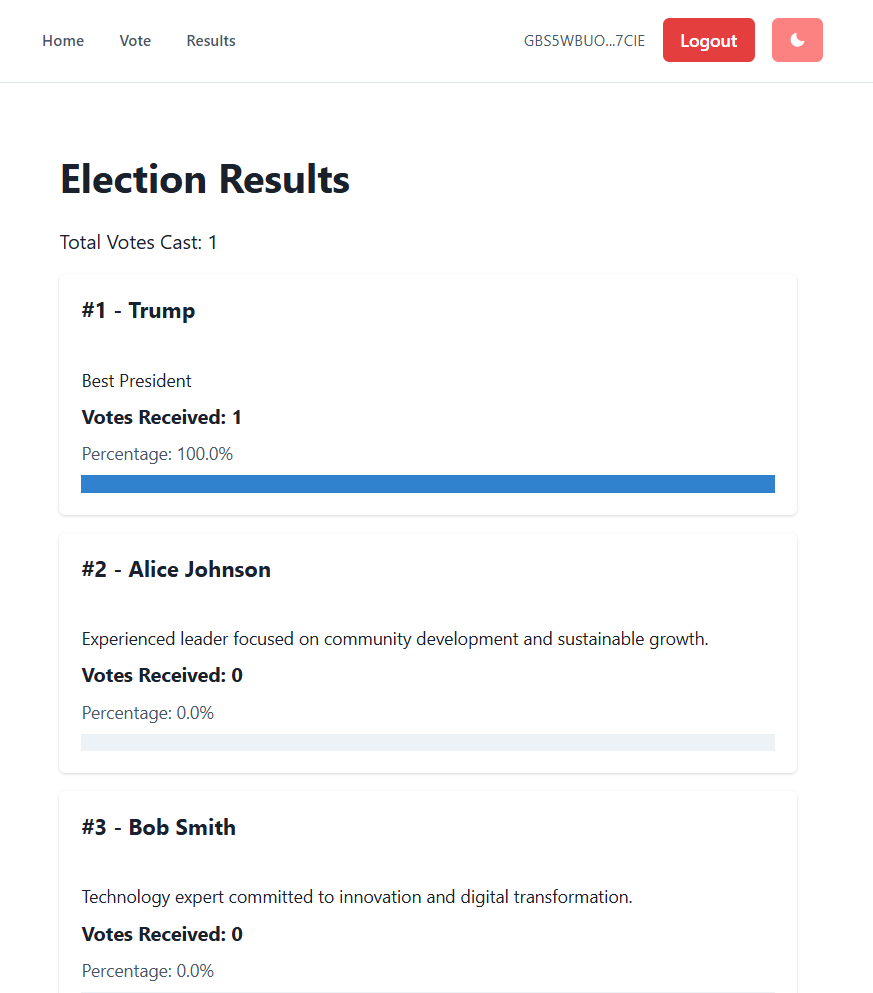 Home Vote Results GBS5WBUO...7CIE Logout
Election Results
Total Votes Cast: 1
#1 - Trump
Best President
Votes Received: 1
Percentage: 100.0%
#2 - Alice Johnson
Experienced leader focused on community development and sustainable growth.
Votes Received: 0
Percentage: 0.0%
#3 - Bob Smith
Technology expert committed to innovation and digital transformation.
Votes Received: 0
Percentage: 0.0%